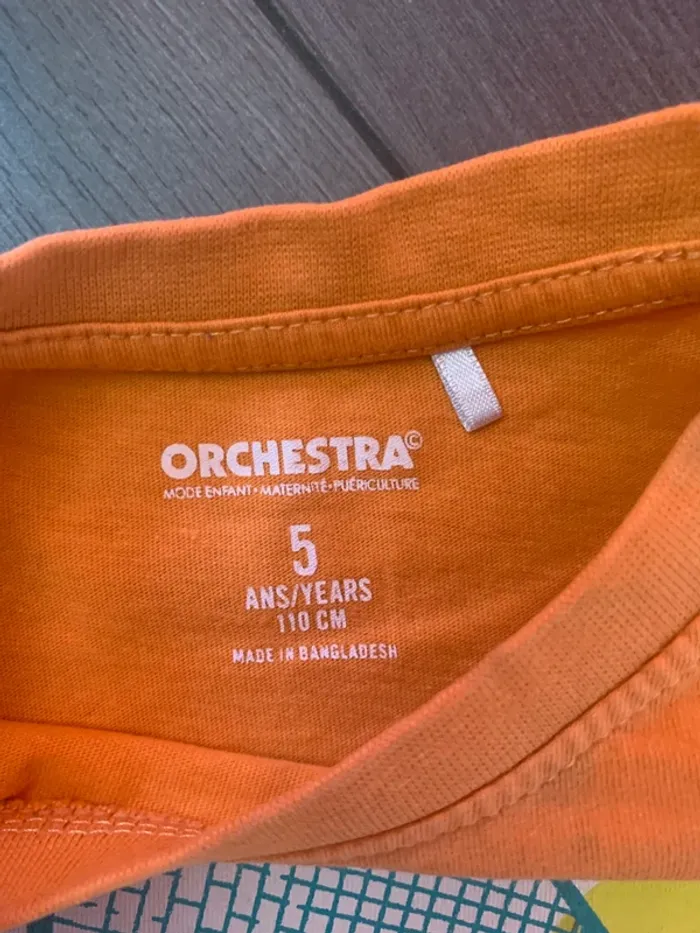 ORCHESTRA©
MODE ENFANT•MATERNITÉ•PUÉRICULTURE
5
ANS/YEARS
110 CM
MADE IN BANGLADESH